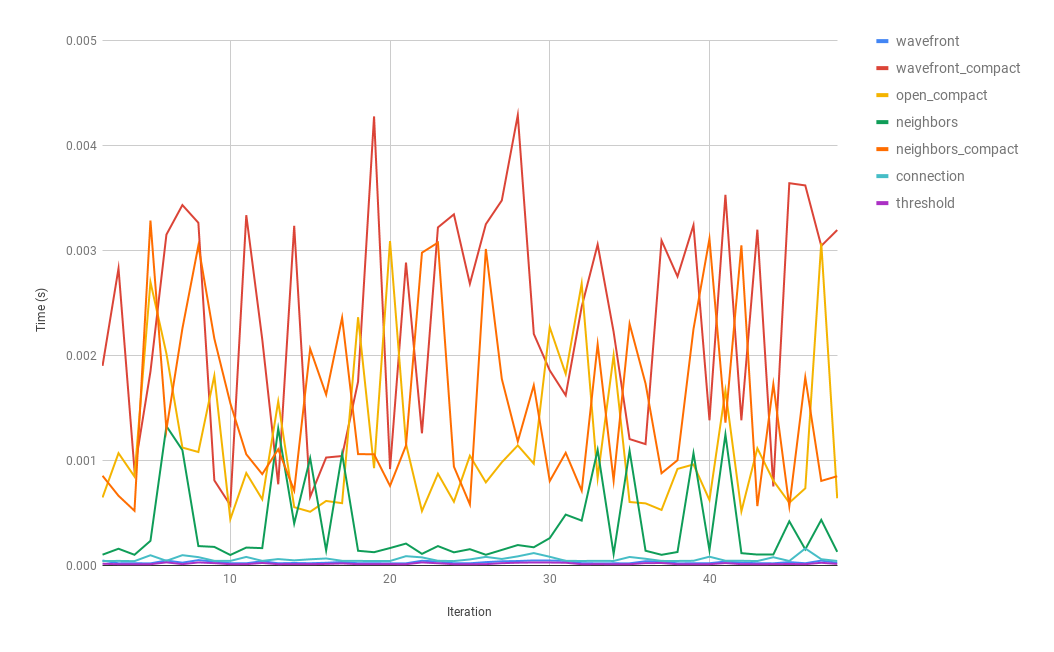 0.005
0.004
0.003
0.002
0.001
0.000
Time (s)
10
20
30
40
Iteration
wavefront
wavefront_compact
open_compact
neighbors
neighbors_compact
connection
threshold